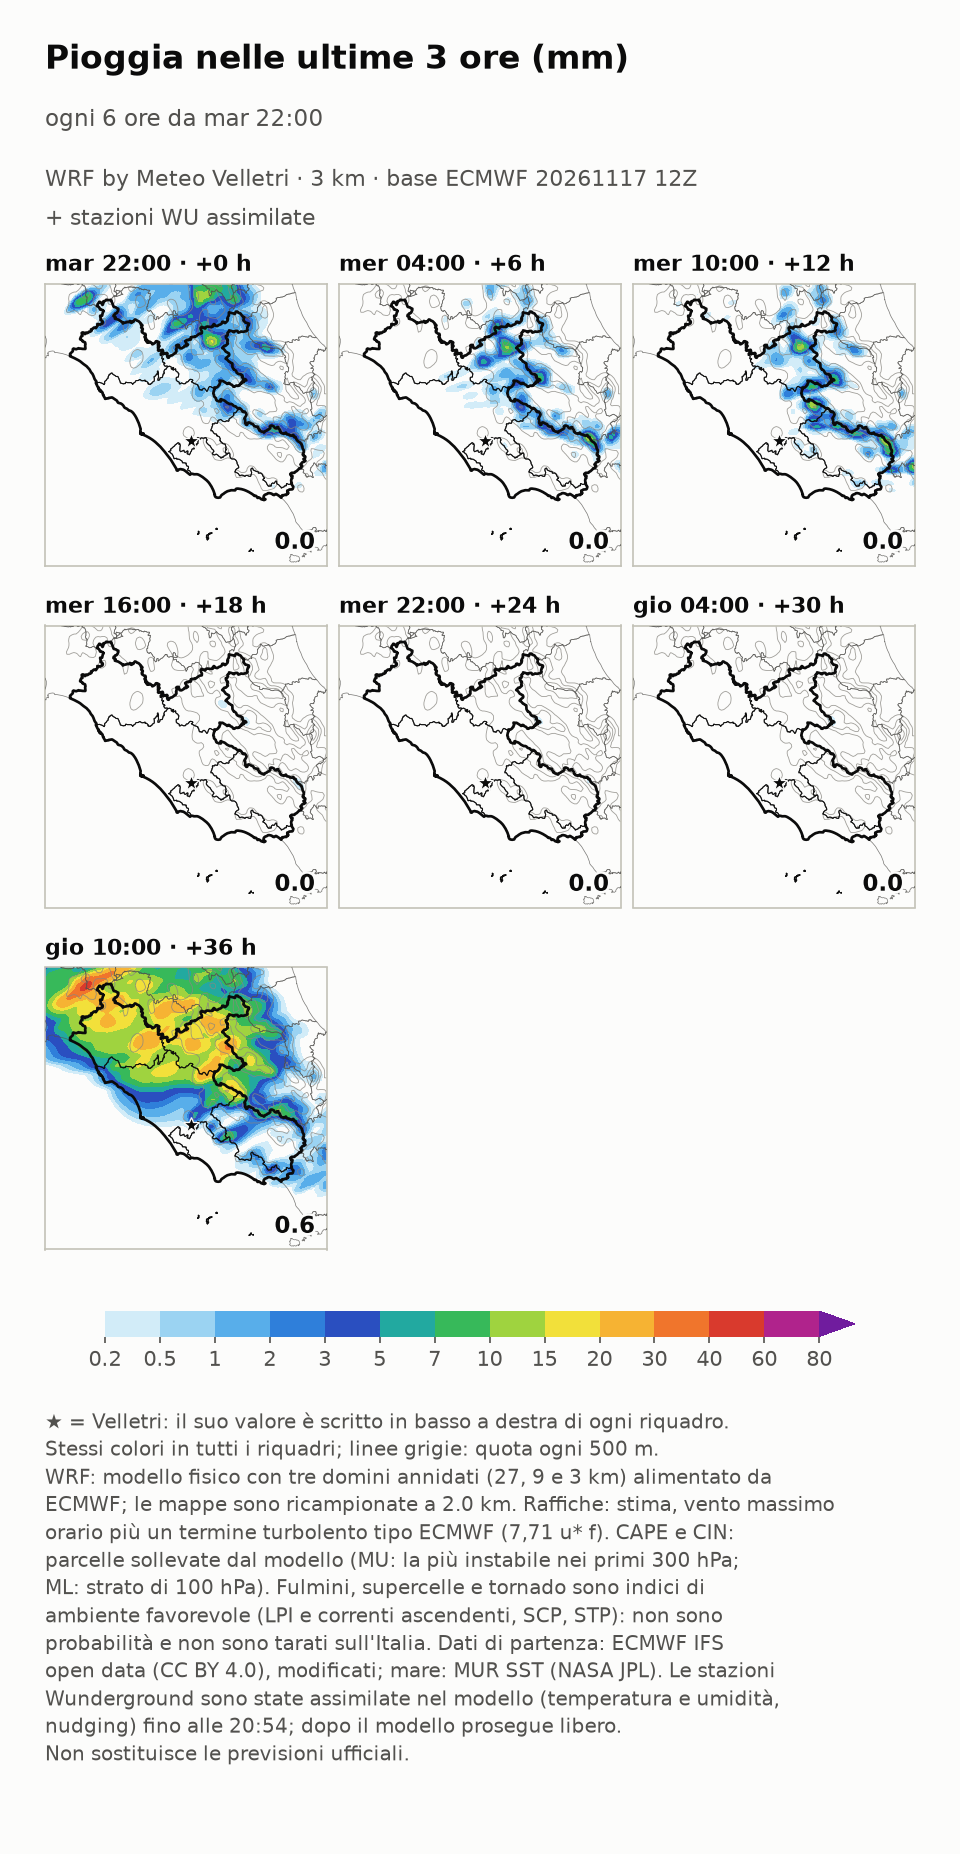 Pioggia nelle ultime 3 ore (mm)
ogni 6 ore da mar 22:00
WRF by Meteo Velletri · 3 km · base ECMWF 20261117 12Z
+ stazioni WU assimilate
mar 22:00 · +0 h
mer 04:00 · +6 h
mer 10:00 · +12 h
0.0
0.0
0.0
mer 16:00 · +18 h
mer 22:00 · +24 h
gio 04:00 · +30 h
0.0
0.0
0.0
gio 10:00 · +36 h
0.6
0.2 0.5 1 2 3 5 7 10 15 20 30 40 60 80
★ = Velletri: il suo valore è scritto in basso a destra di ogni riquadro.
Stessi colori in tutti i riquadri; linee grigie: quota ogni 500 m.
WRF: modello fisico con tre domini annidati (27, 9 e 3 km) alimentato da
ECMWF; le mappe sono ricampionate a 2.0 km. Raffiche: stima, vento massimo
orario più un termine turbolento tipo ECMWF (7,71 u* f). CAPE e CIN:
parcelle sollevate dal modello (MU: la più instabile nei primi 300 hPa;
ML: strato di 100 hPa). Fulmini, supercelle e tornado sono indici di
ambiente favorevole (LPI e correnti ascendenti, SCP, STP): non sono
probabilità e non sono tarati sull'Italia. Dati di partenza: ECMWF IFS
open data (CC BY 4.0), modificati; mare: MUR SST (NASA JPL). Le stazioni
Wunderground sono state assimilate nel modello (temperatura e umidità,
nudging) fino alle 20:54; dopo il modello prosegue libero.
Non sostituisce le previsioni ufficiali.